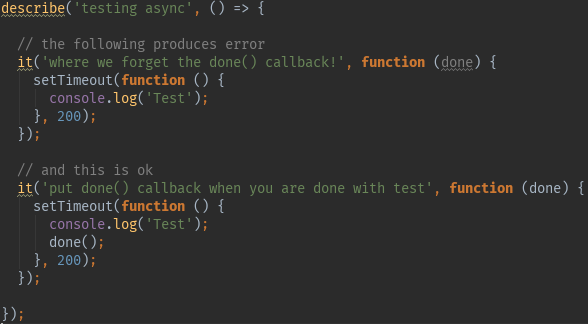 describe('testing async', () => {
// the following produces error
it('where we forget the done() callback!', function (done) {
setTimeout(function () {
console.log('Test');
}, 200);
});
// and this is ok
it('put done() callback when you are done with test', function (done) {
setTimeout(function () {
console.log('Test');
done();
}, 200);
});
});